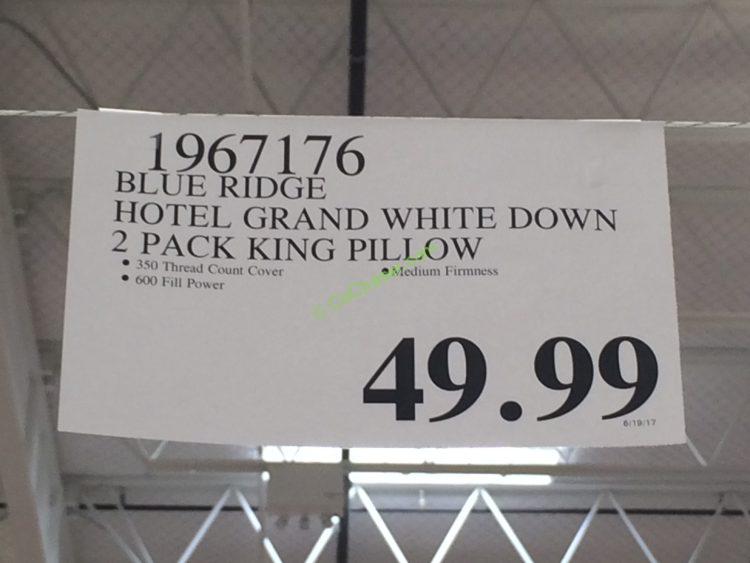 1967176
BLUE RIDGE
HOTEL GRAND WHITE DOWN
2 PACK KING PILLOW
• 350 Thread Count Cover •Medium Firmness
• 600 Fill Power
49.99
6/19/17